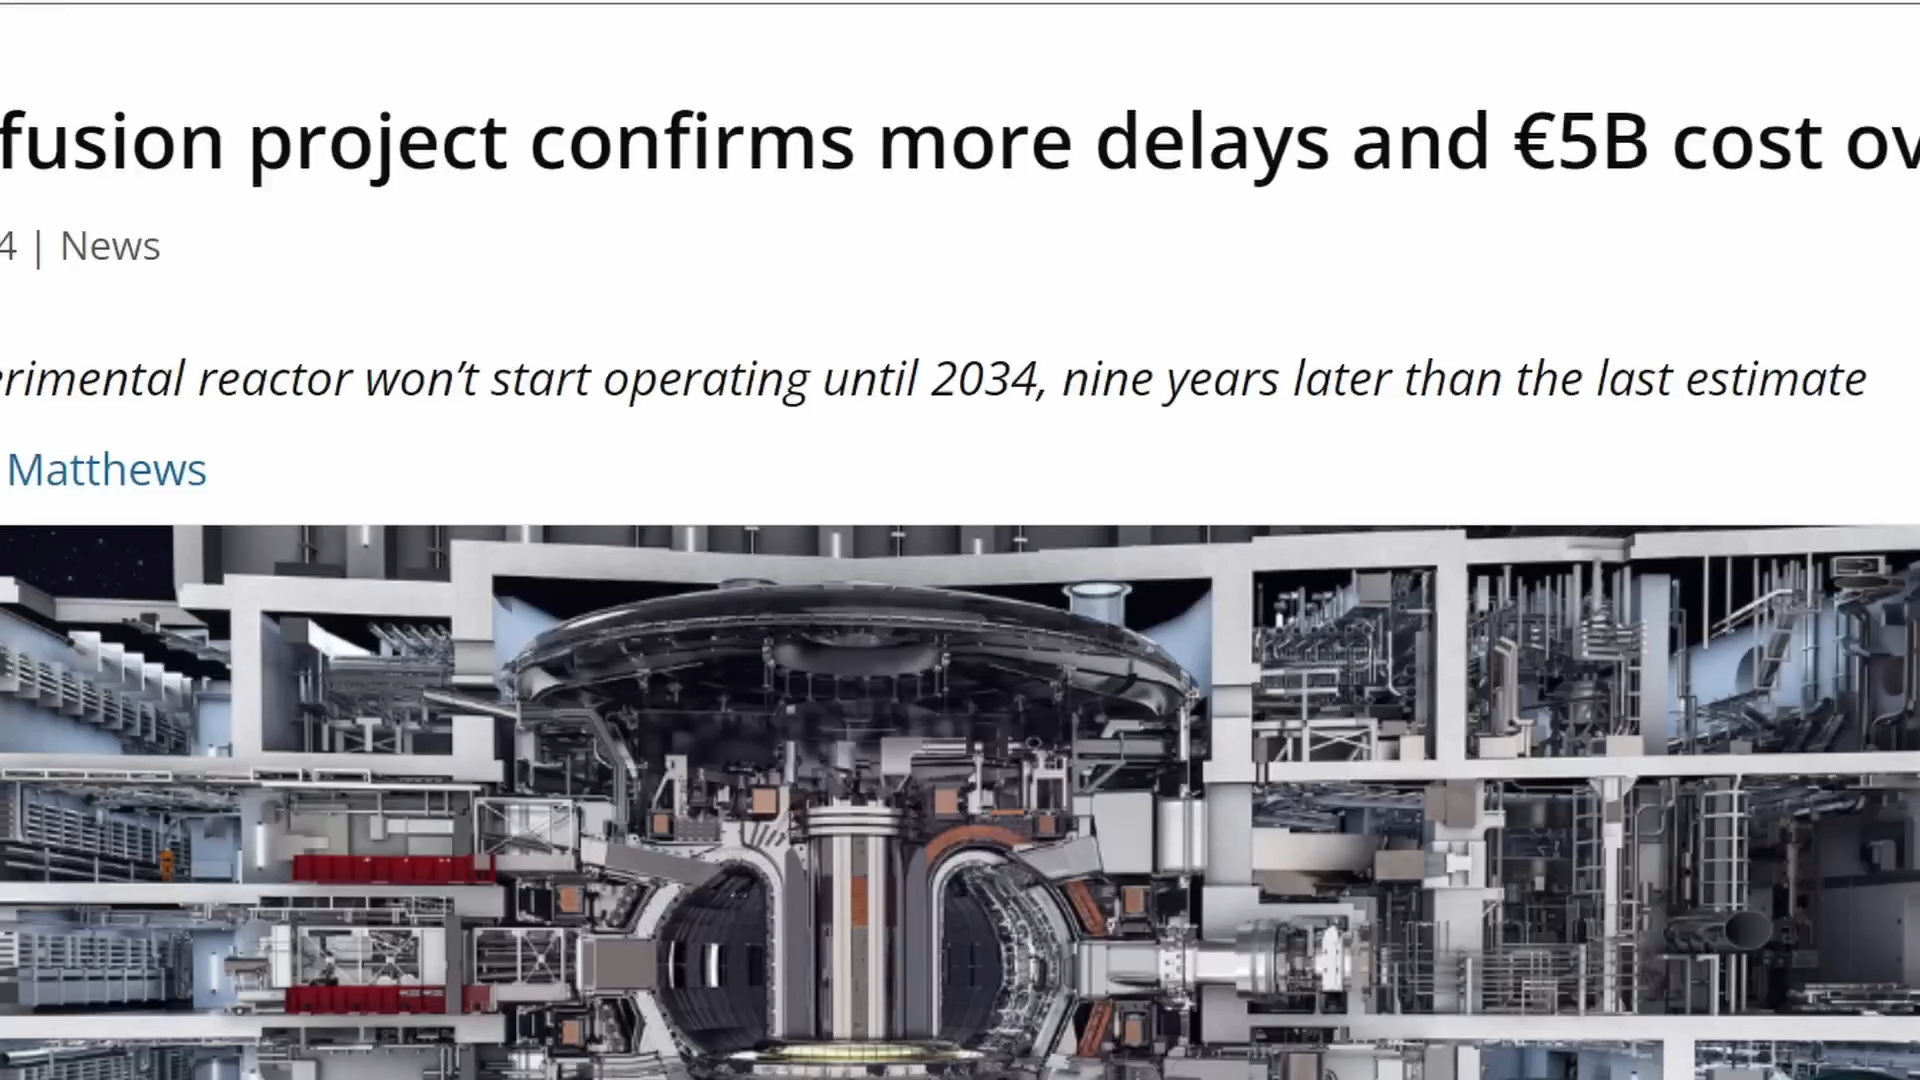 fusion project confirms more delays and €5B cost ov
4 | News
erimental reactor won’t start operating until 2034, nine years later than the last estimate
Matthews